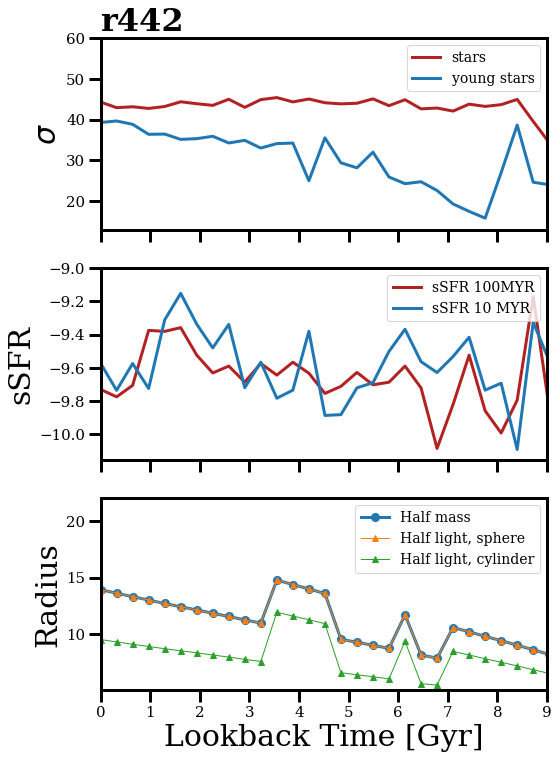 r442
60
50
40
30
20
σ
stars
young stars
−9.0
−9.2
−9.4
−9.6
−9.8
−10.0
sSFR
sSFR 100MYR
sSFR 10 MYR
20
15
10
Radius
Half mass
Half light, sphere
Half light, cylinder
0 1 2 3 4 5 6 7 8 9
Lookback Time [Gyr]